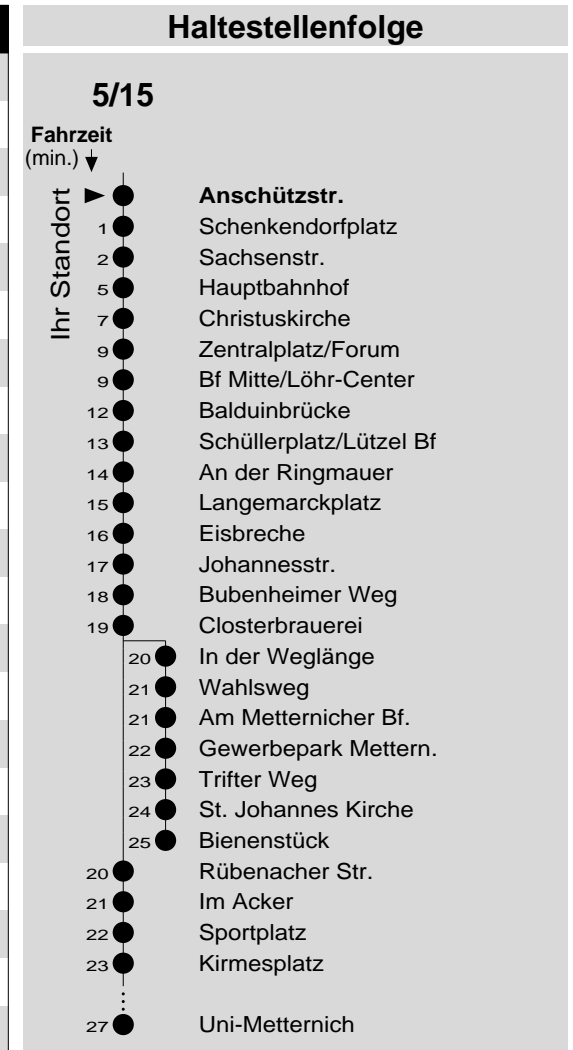 Haltestellenfolge
5/15
Fahrzeit
(min.)
Ihr Standort
Anschützstr.
1 Schenkendorfplatz
2 Sachsenstr.
5 Hauptbahnhof
7 Christuskirche
9 Zentralplatz/Forum
9 Bf Mitte/Löhr-Center
12 Balduinbrücke
13 Schüllerplatz/Lützel Bf
14 An der Ringmauer
15 Langemarckplatz
16 Eisbreche
17 Johannesstr.
18 Bubenheimer Weg
19 Closterbrauerei
20 In der Weglänge
21 Wahlsweg
21 Am Metternicher Bf.
22 Gewerbepark Mettern.
23 Trifter Weg
24 St. Johannes Kirche
25 Bienenstück
20 Rübenacher Str.
21 Im Acker
22 Sportplatz
23 Kirmesplatz
27 Uni-Metternich